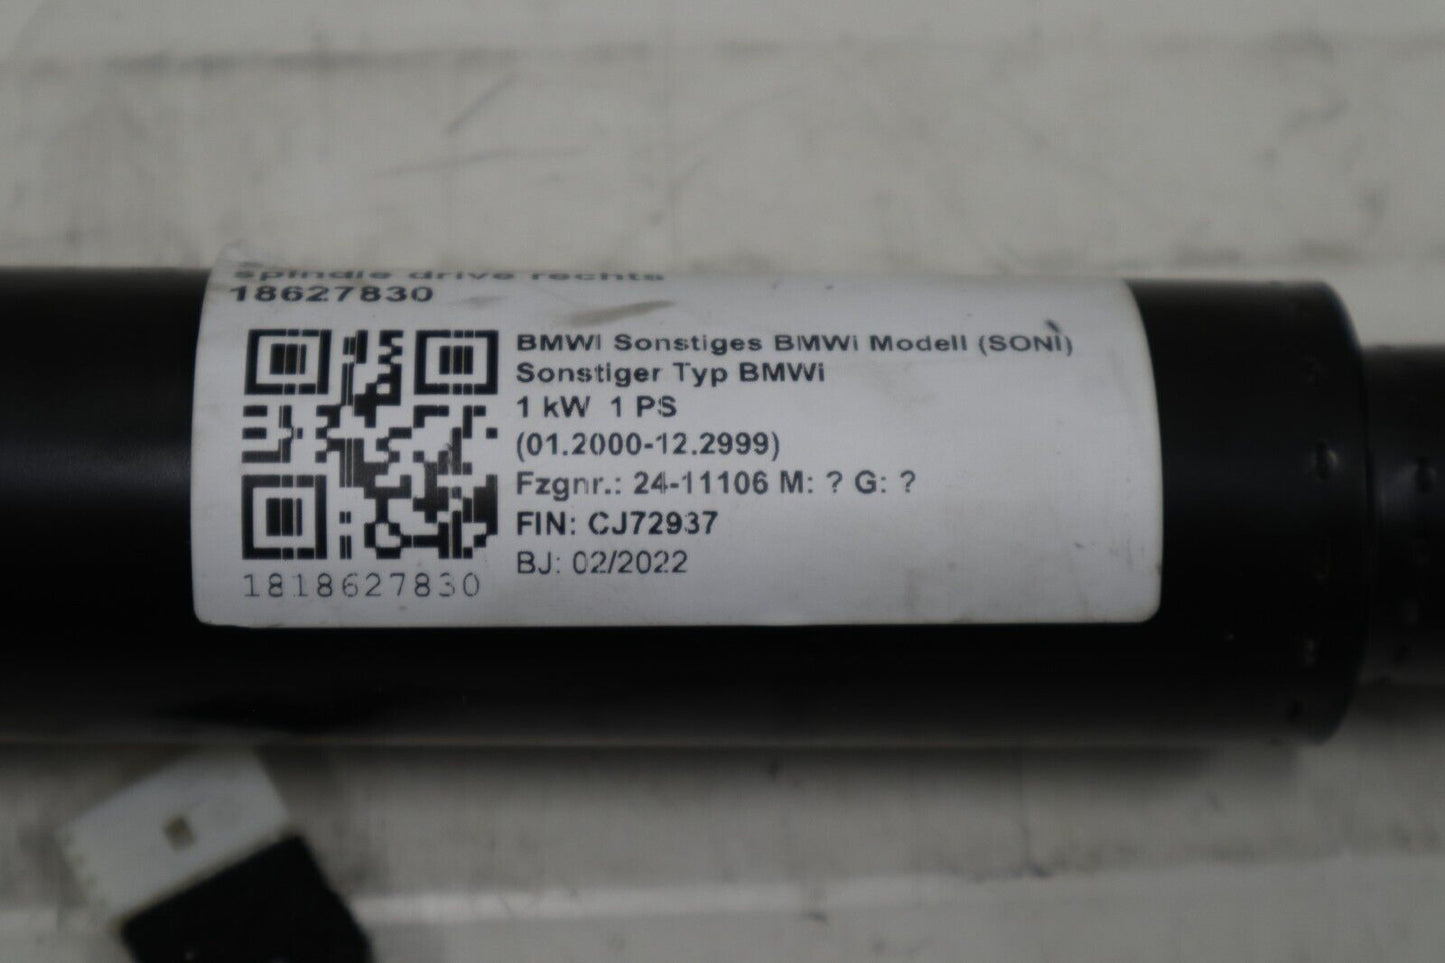 spindle drive rechts
18627830
BMWI Sonstiges BMWi Modell (SONI)
Sonstiger Typ BMWi
1 kW 1 PS
(01.2000-12.2999)
Fzgnr.: 24-11106 M: ? G: ?
FIN: CJ72937
BJ: 02/2022
1818627830